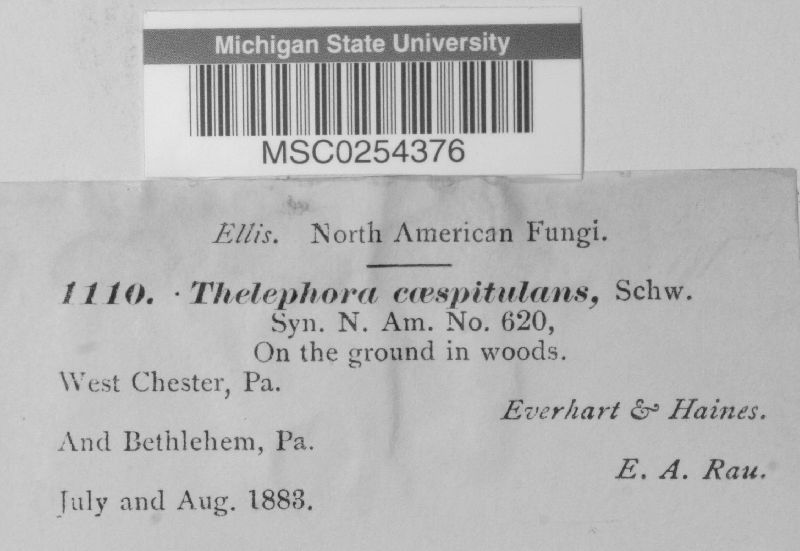 Michigan State University
MSC0254376
Ellis. North American Fungi.
1110. · Thelephora cæspitulans, Schw.
Syn. N. Am. No. 620,
On the ground in woods.
West Chester, Pa.
Everhart & Haines.
And Bethlehem, Pa.
E. A. Rau.
July and Aug. 1883.